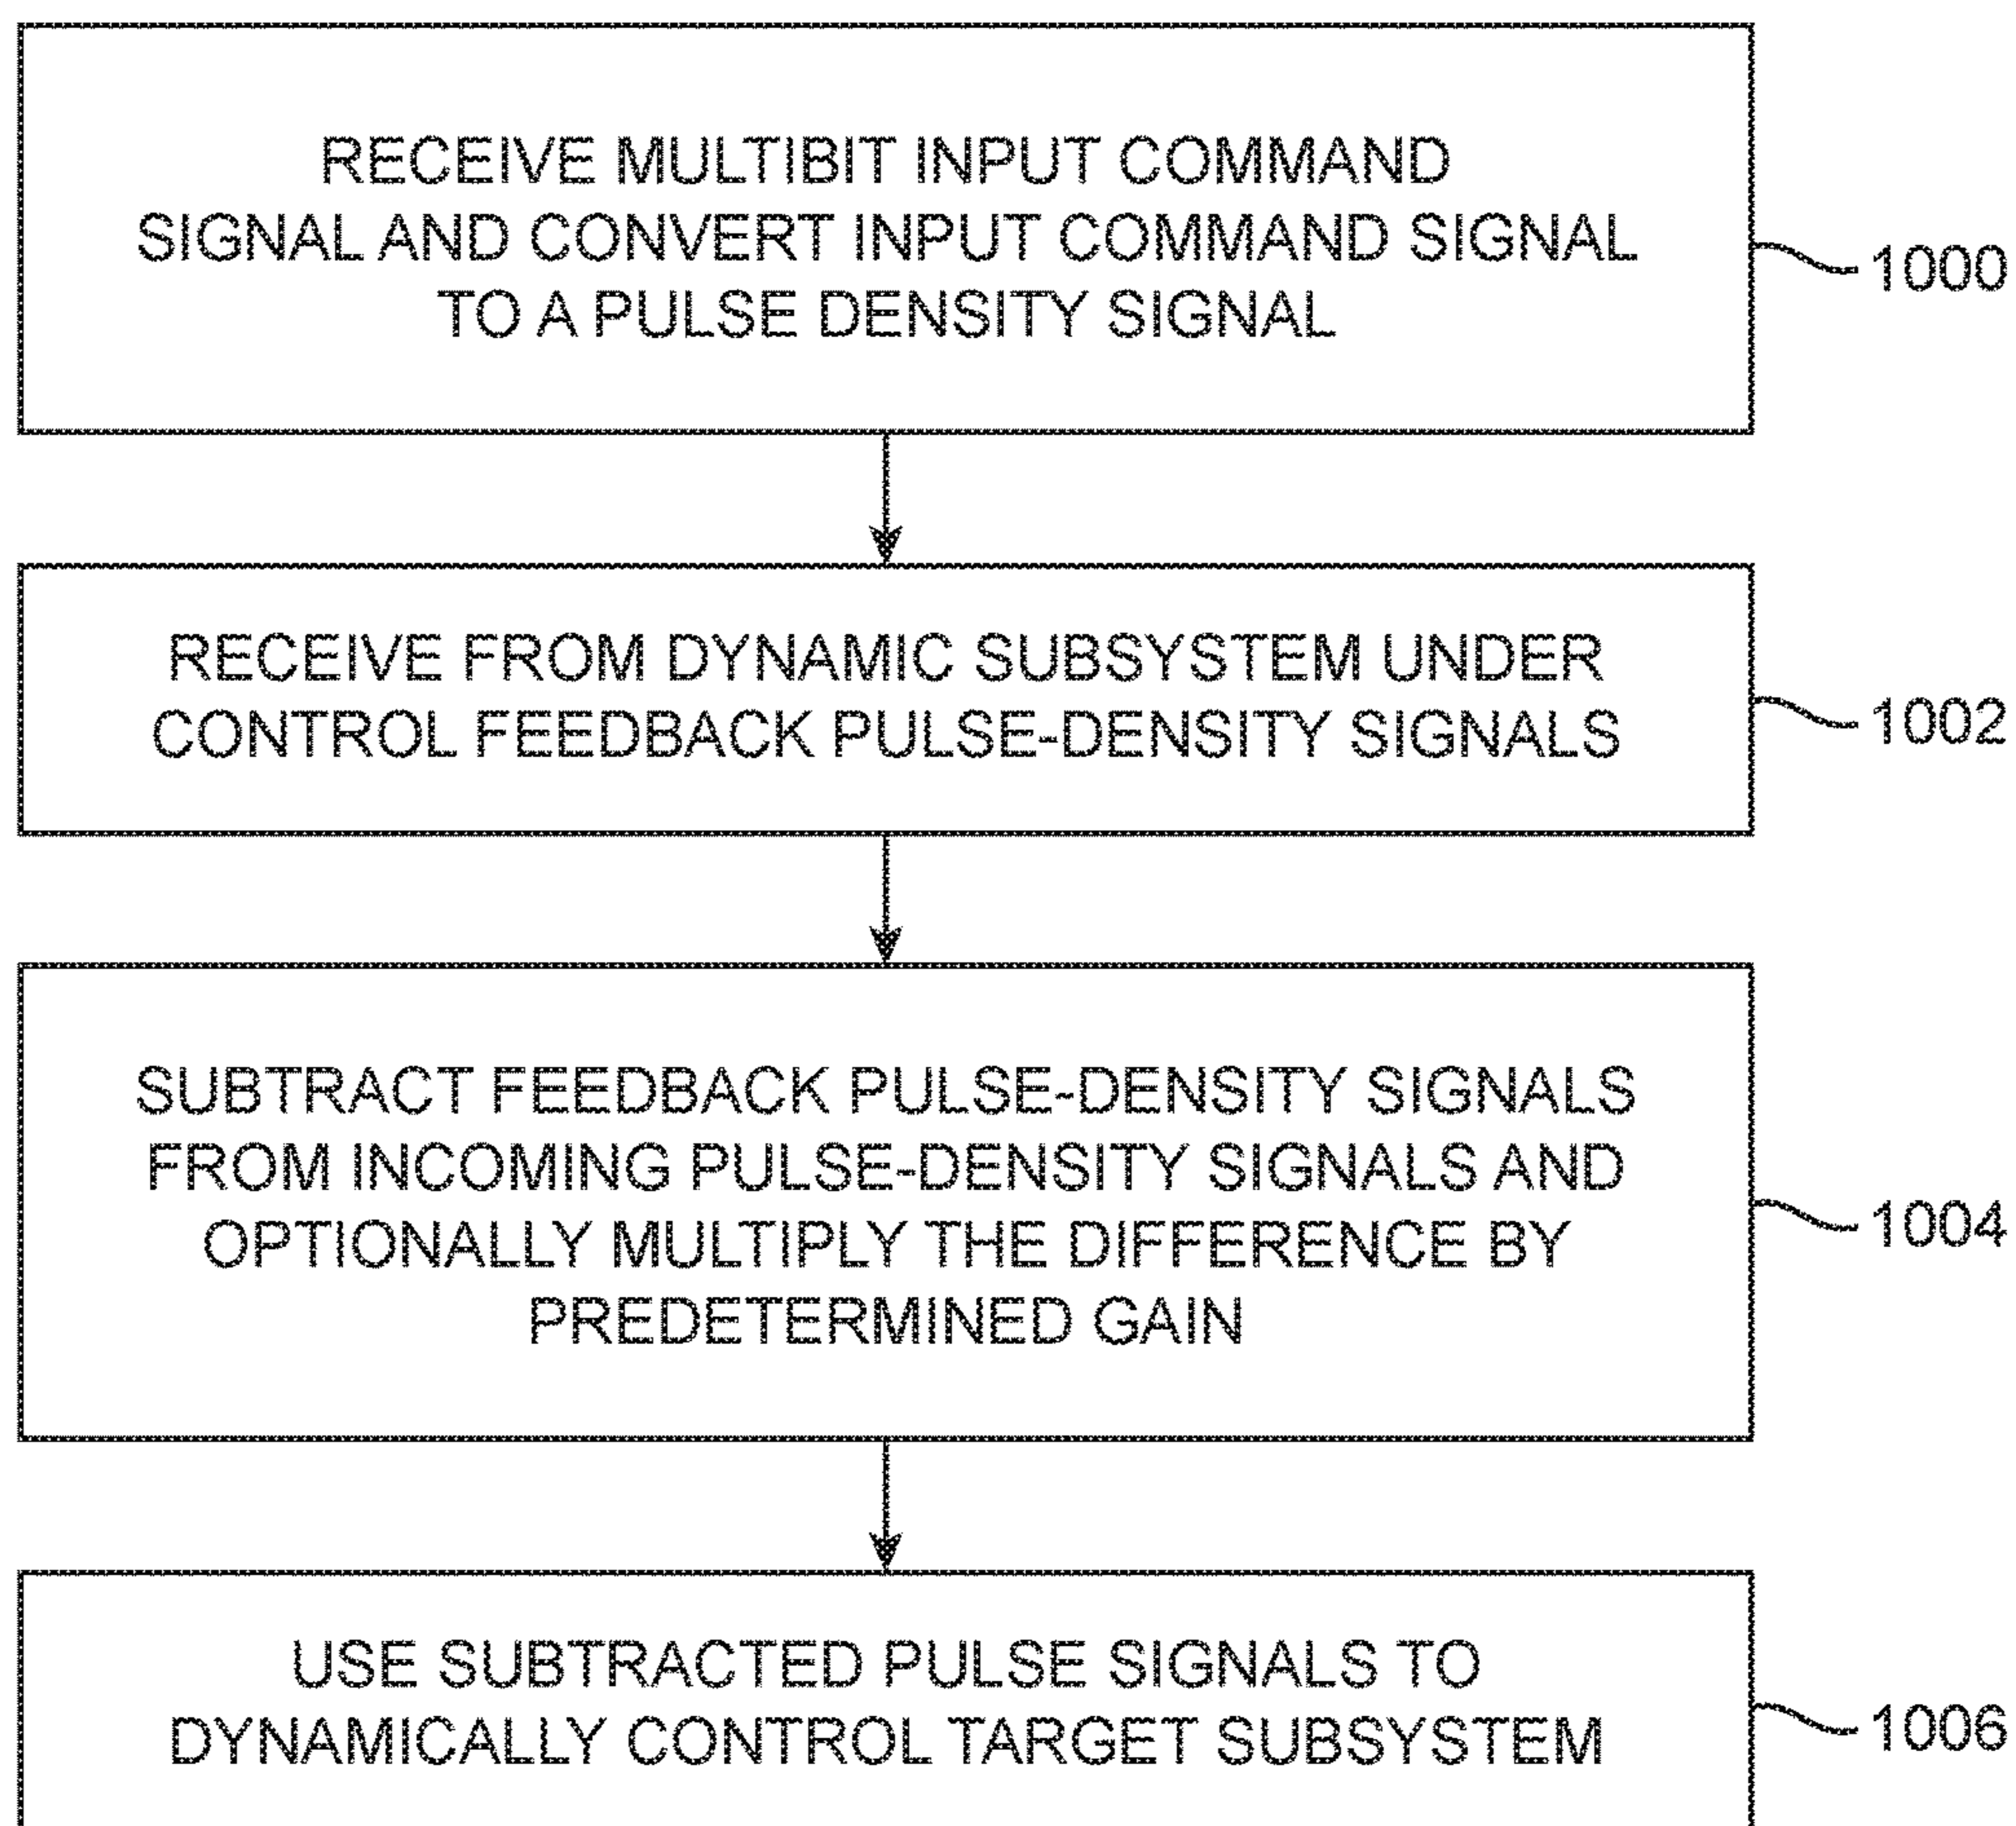 RECEIVE MULTIBIT INPUT COMMAND
SIGNAL AND CONVERT INPUT COMMAND SIGNAL
TO A PULSE DENSITY SIGNAL
1000
RECEIVE FROM DYNAMIC SUBSYSTEM UNDER
CONTROL FEEDBACK PULSE-DENSITY SIGNALS
1002
SUBTRACT FEEDBACK PULSE-DENSITY SIGNALS
FROM INCOMING PULSE-DENSITY SIGNALS AND
OPTIONALLY MULTIPLY THE DIFFERENCE BY
PREDETERMINED GAIN
1004
USE SUBTRACTED PULSE SIGNALS TO
DYNAMICALLY CONTROL TARGET SUBSYSTEM
1006